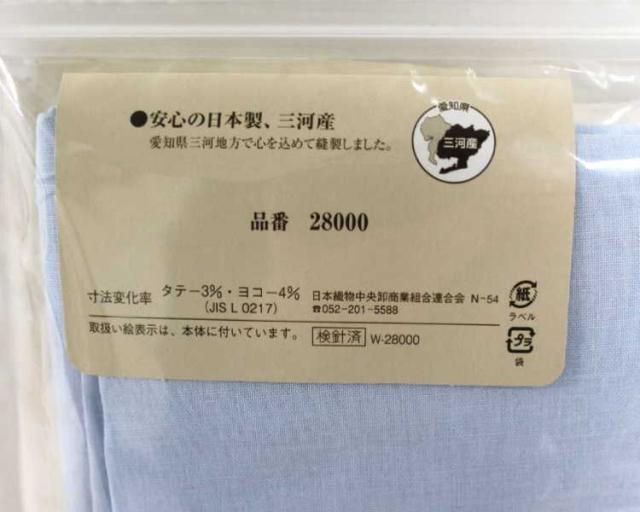 ●安心の日本製、三河産
愛知県三河地方で心を込めて縫製しました。
愛知県
三河産
品番 28000
寸法変化率 タテー3%・ヨコー4%
(JIS L 0217)
日本織物中央卸商業組合連合会 N-54
☎052-201-5588
取扱い絵表示は、本体に付いています。
検針済 W-28000
紙
ラベル
プラ
袋